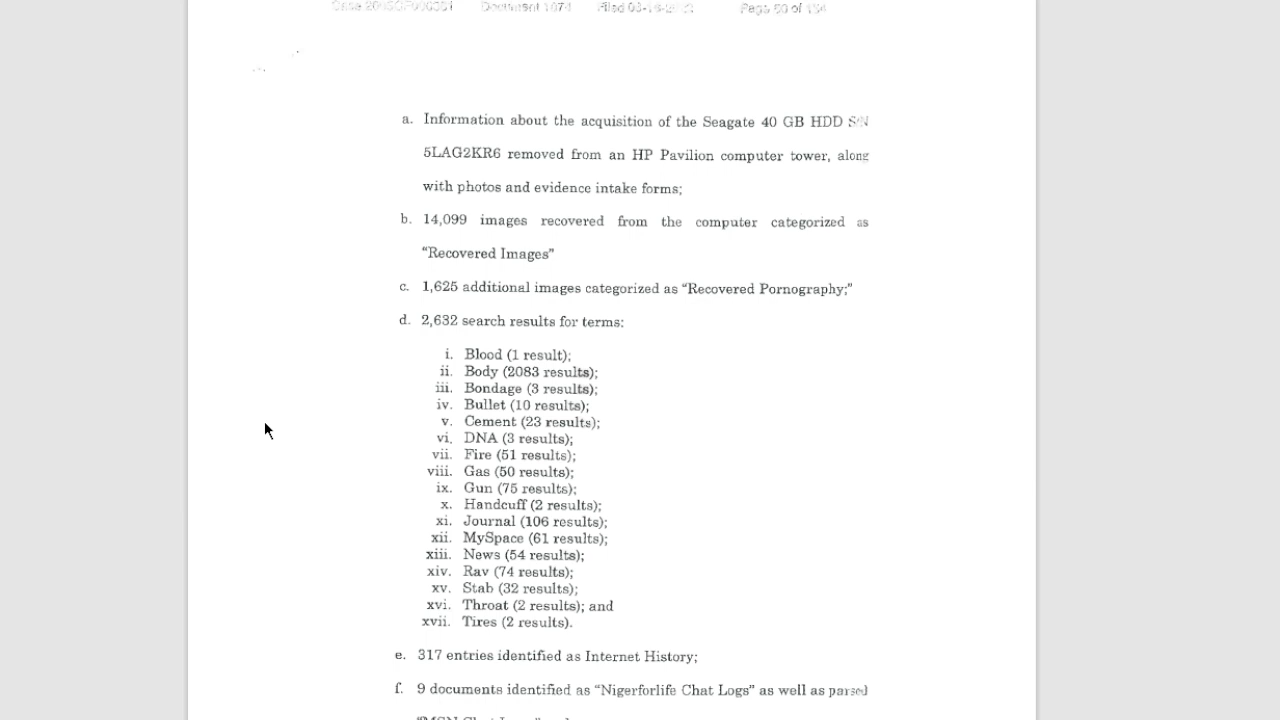 Document 1074 Page 50 of 154
a. Information about the acquisition of the Seagate 40 GB HDD S/N
5LAG2KR6 removed from an HP Pavilion computer tower, along
with photos and evidence intake forms;
b. 14,099 images recovered from the computer categorized as
“Recovered Images”
c. 1,625 additional images categorized as “Recovered Pornography;”
d. 2,632 search results for terms:
i. Blood (1 result);
ii. Body (2083 results);
iii. Bondage (3 results);
iv. Bullet (10 results);
v. Cement (23 results);
vi. DNA (3 results);
vii. Fire (51 results);
viii. Gas (50 results);
ix. Gun (75 results);
x. Handcuff (2 results);
xi. Journal (106 results);
xii. MySpace (61 results);
xiii. News (54 results);
xiv. Rav (74 results);
xv. Stab (32 results);
xvi. Throat (2 results); and
xvii. Tires (2 results).
e. 317 entries identified as Internet History;
f. 9 documents identified as “Nigerforlife Chat Logs” as well as parsed